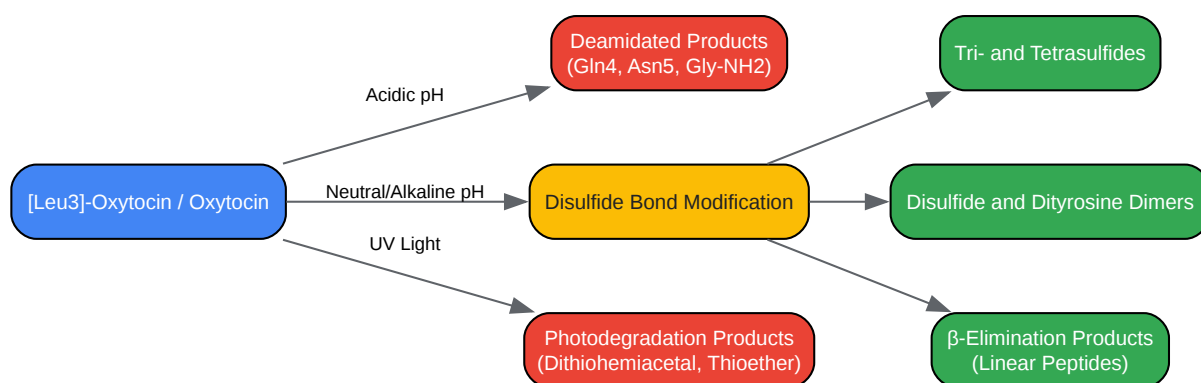 Deamidated Products
(Gln4, Asn5, Gly-NH2)
Tri- and Tetrasulfides
Acidic pH
[Leu3]-Oxytocin / Oxytocin
Neutral/Alkaline pH
Disulfide Bond Modification
Disulfide and Dityrosine Dimers
UV Light
Photodegradation Products
(Dithiohemiacetal, Thioether)
β-Elimination Products
(Linear Peptides)